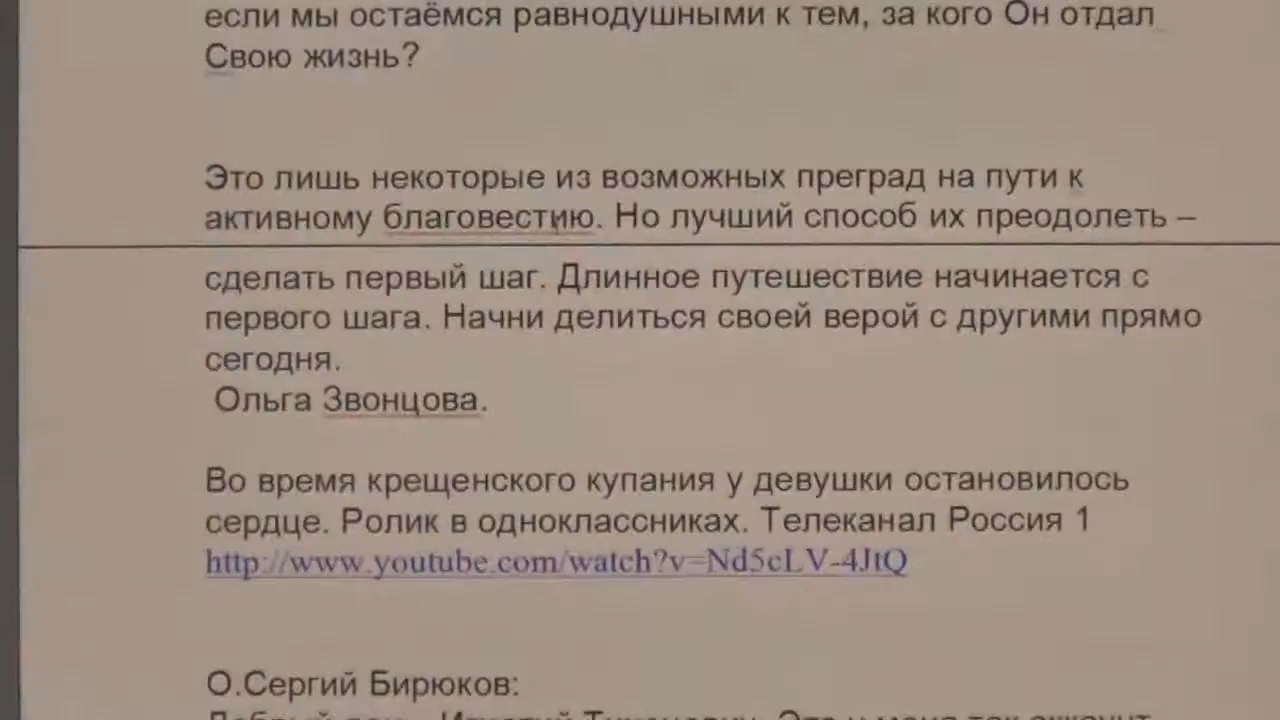 если мы остаёмся равнодушными к тем, за кого Он отдал
Свою жизнь?
Это лишь некоторые из возможных преград на пути к
активному благовестию. Но лучший способ их преодолеть –
сделать первый шаг. Длинное путешествие начинается с
первого шага. Начни делиться своей верой с другими прямо
сегодня.
Ольга Звонцова.
Во время крещенского купания у девушки остановилось
сердце. Ролик в одноклассниках. Телеканал Россия 1
http://www.youtube.com/watch?v=Nd5cLV-4JtQ
О.Сергий Бирюков: